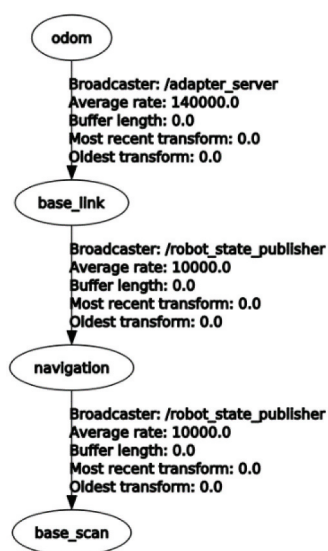 odom
Broadcaster: /adapter_server
Average rate: 140000.0
Buffer length: 0.0
Most recent transform: 0.0
Oldest transform: 0.0
base_link
Broadcaster: /robot_state_publisher
Average rate: 10000.0
Buffer length: 0.0
Most recent transform: 0.0
Oldest transform: 0.0
navigation
Broadcaster: /robot_state_publisher
Average rate: 10000.0
Buffer length: 0.0
Most recent transform: 0.0
Oldest transform: 0.0
base_scan